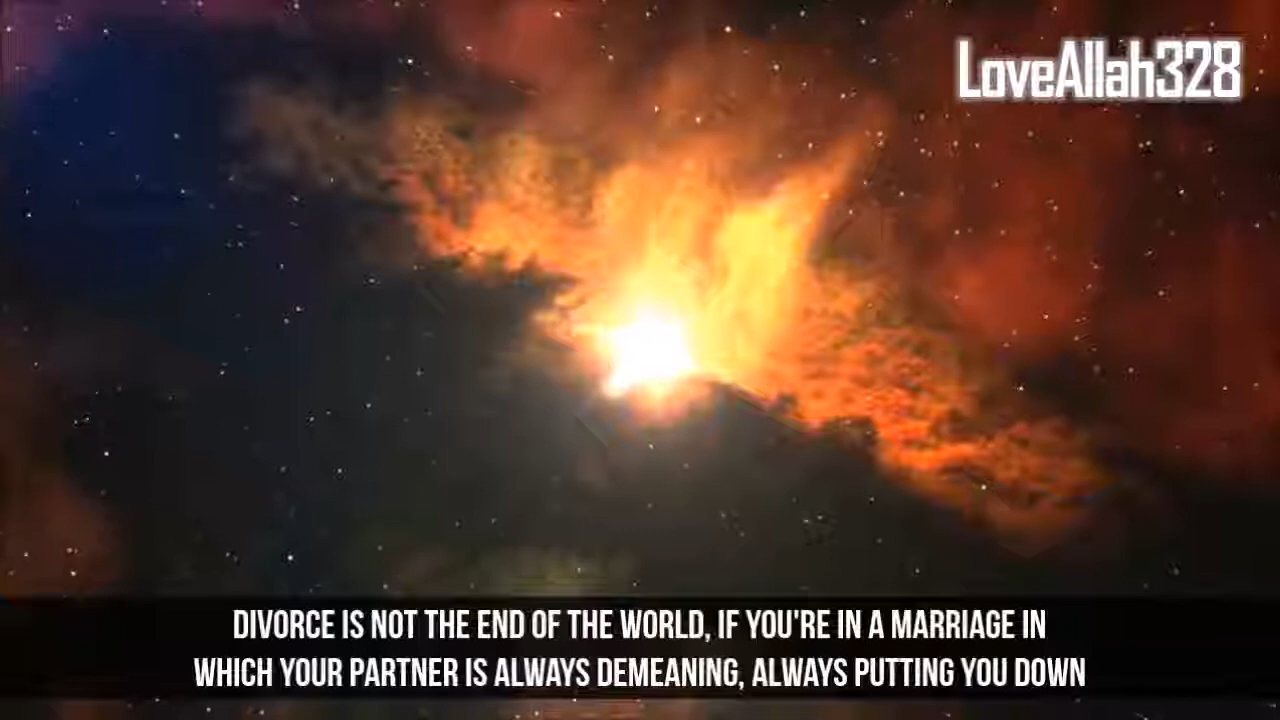 LoveAllah328
DIVORCE IS NOT THE END OF THE WORLD, IF YOU'RE IN A MARRIAGE IN
WHICH YOUR PARTNER IS ALWAYS DEMEANING, ALWAYS PUTTING YOU DOWN